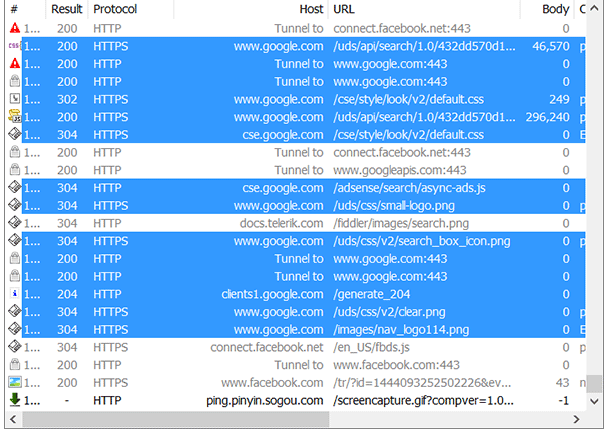 # Result Protocol Host URL Body C
1... 200 HTTP Tunnel to connect.facebook.net:443 0
1... 200 HTTPS www.google.com /uds/api/search/1.0/432dd570d1... 46,570 p
1... 200 HTTP Tunnel to www.google.com:443 0
1... 200 HTTP Tunnel to www.google.com:443 0
1... 302 HTTPS www.google.com /cse/style/look/v2/default.css 249 p
1... 200 HTTPS www.google.com /uds/api/search/1.0/432dd570d1... 296,240 p
1... 304 HTTPS cse.google.com /cse/style/look/v2/default.css 0 E
1... 200 HTTP Tunnel to connect.facebook.net:443 0
1... 200 HTTP Tunnel to www.googleapis.com:443 0
1... 304 HTTPS cse.google.com /adsense/search/async-ads.js 0 p
1... 304 HTTPS www.google.com /uds/css/small-logo.png 0 p
1... 304 HTTP docs.telerik.com /fiddler/images/search.png 0
1... 304 HTTPS www.google.com /uds/css/v2/search_box_icon.png 0 p
1... 200 HTTP Tunnel to www.google.com:443 0
1... 200 HTTP Tunnel to www.google.com:443 0
1... 204 HTTP clients1.google.com /generate_204 0
1... 304 HTTPS www.google.com /uds/css/v2/clear.png 0 p
1... 304 HTTPS www.google.com /images/nav_logo114.png 0 E
1... 304 HTTPS connect.facebook.net /en_US/fbds.js 0 p
1... 200 HTTP Tunnel to www.facebook.com:443 0
1... 200 HTTPS www.facebook.com /tr/?id=1444093252502226&ev... 43 n
1... - HTTP ping.pinyin.sogou.com /screencapture.gif?compver=1.0... -1